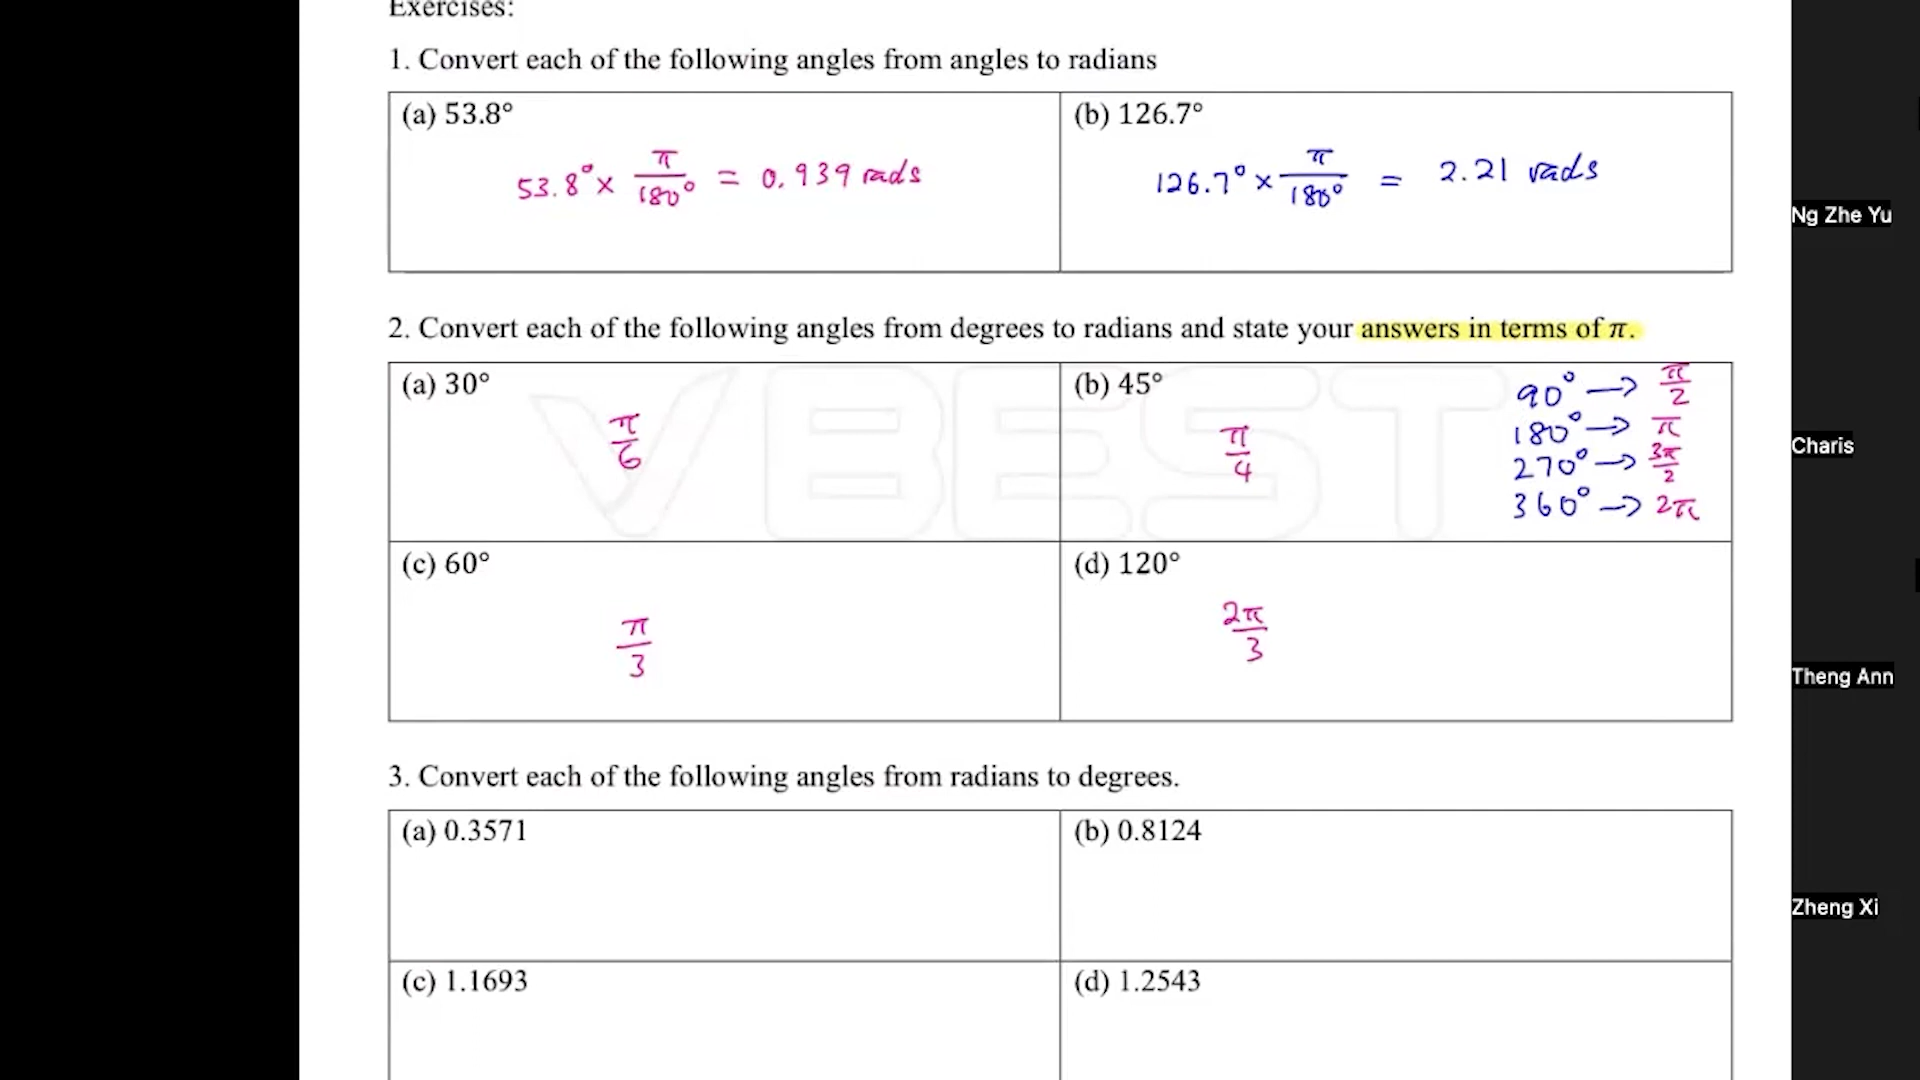 Exercises:
1. Convert each of the following angles from angles to radians
(a) 53.8°
53.8° × π/180° = 0.939 rads
(b) 126.7°
126.7° × π/180° = 2.21 rads
2. Convert each of the following angles from degrees to radians and state your answers in terms of π.
(a) 30°
π/6
(b) 45°
π/4
90° → π/2
180° → π
270° → 3π/2
360° → 2π
(c) 60°
π/3
(d) 120°
2π/3
VBEST
3. Convert each of the following angles from radians to degrees.
(a) 0.3571
(b) 0.8124
(c) 1.1693
(d) 1.2543
Ng Zhe Yu
Charis
Theng Ann
Zheng Xi